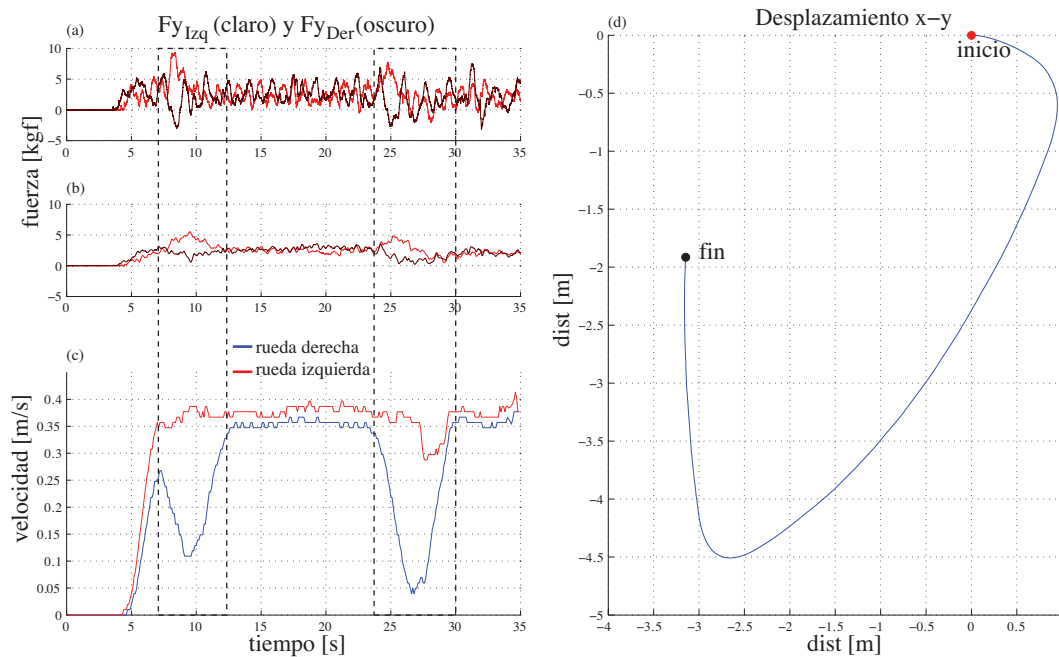 Fy_Izq (claro) y Fy_Der (oscuro)
(a)
fuerza [kgf]
10
5
0
−5
0 5 10 15 20 25 30 35
(b)
10
5
0
−5
0 5 10 15 20 25 30 35
(c)
rueda derecha
rueda izquierda
velocidad [m/s]
0.4
0.35
0.3
0.25
0.2
0.15
0.1
0.05
0
0 5 10 15 20 25 30 35
tiempo [s]
(d)
Desplazamiento x−y
inicio
fin
dist [m]
0
−0.5
−1
−1.5
−2
−2.5
−3
−3.5
−4
−4.5
−5
−4 −3.5 −3 −2.5 −2 −1.5 −1 −0.5 0 0.5
dist [m]